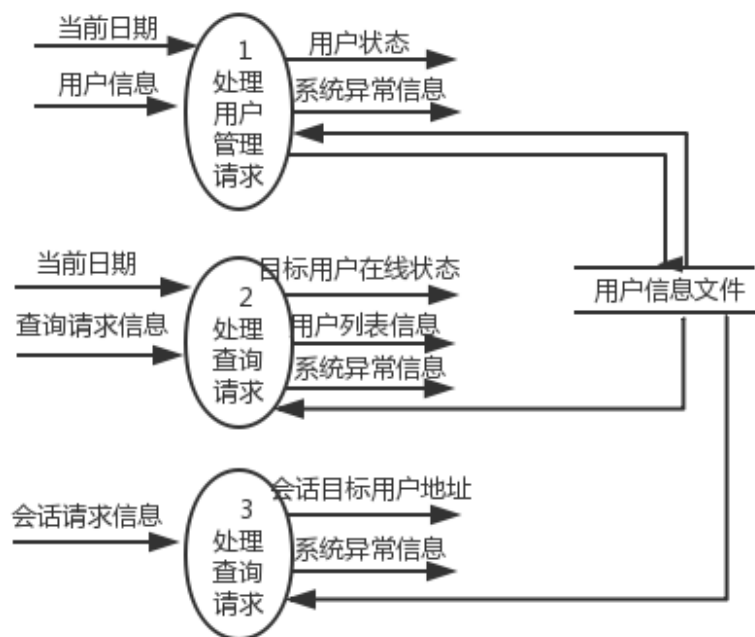 当前日期
用户信息
1
处理
用户
管理
请求
用户状态
系统异常信息
当前日期
查询请求信息
2
处理
查询
请求
目标用户在线状态
用户列表信息
系统异常信息
用户信息文件
会话请求信息
3
处理
查询
请求
会话目标用户地址
系统异常信息